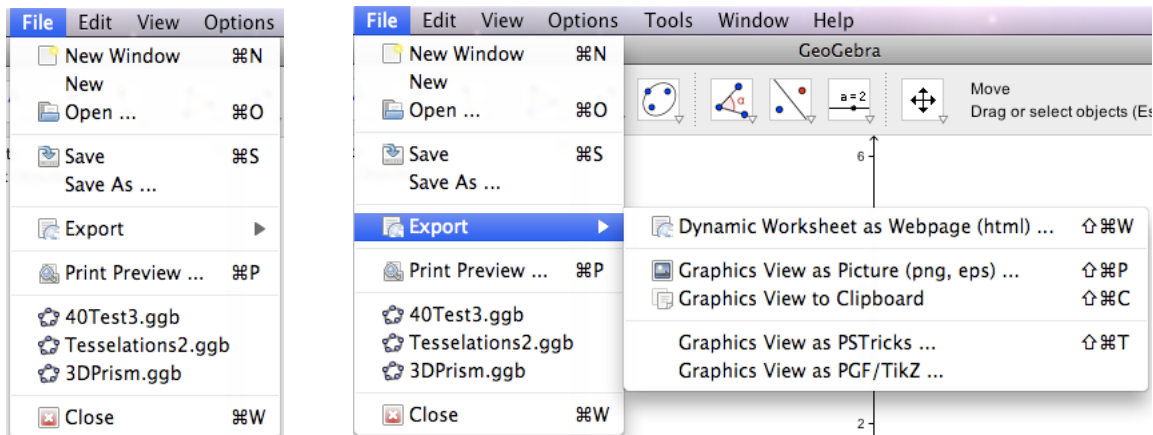 File Edit View Options
New Window ⌘N
New
Open ... ⌘O
Save ⌘S
Save As ...
Export ▶
Print Preview ... ⌘P
40Test3.ggb
Tesselations2.ggb
3DPrism.ggb
Close ⌘W
File Edit View Options Tools Window Help
GeoGebra
New Window ⌘N
New
Open ... ⌘O
Save ⌘S
Save As ...
Export ▶
Print Preview ... ⌘P
40Test3.ggb
Tesselations2.ggb
3DPrism.ggb
Close ⌘W
α
a=2
Move
Drag or select objects (Es
6
Dynamic Worksheet as Webpage (html) ... ⇧⌘W
Graphics View as Picture (png, eps) ... ⇧⌘P
Graphics View to Clipboard ⇧⌘C
Graphics View as PSTricks ... ⇧⌘T
Graphics View as PGF/TikZ ...
2